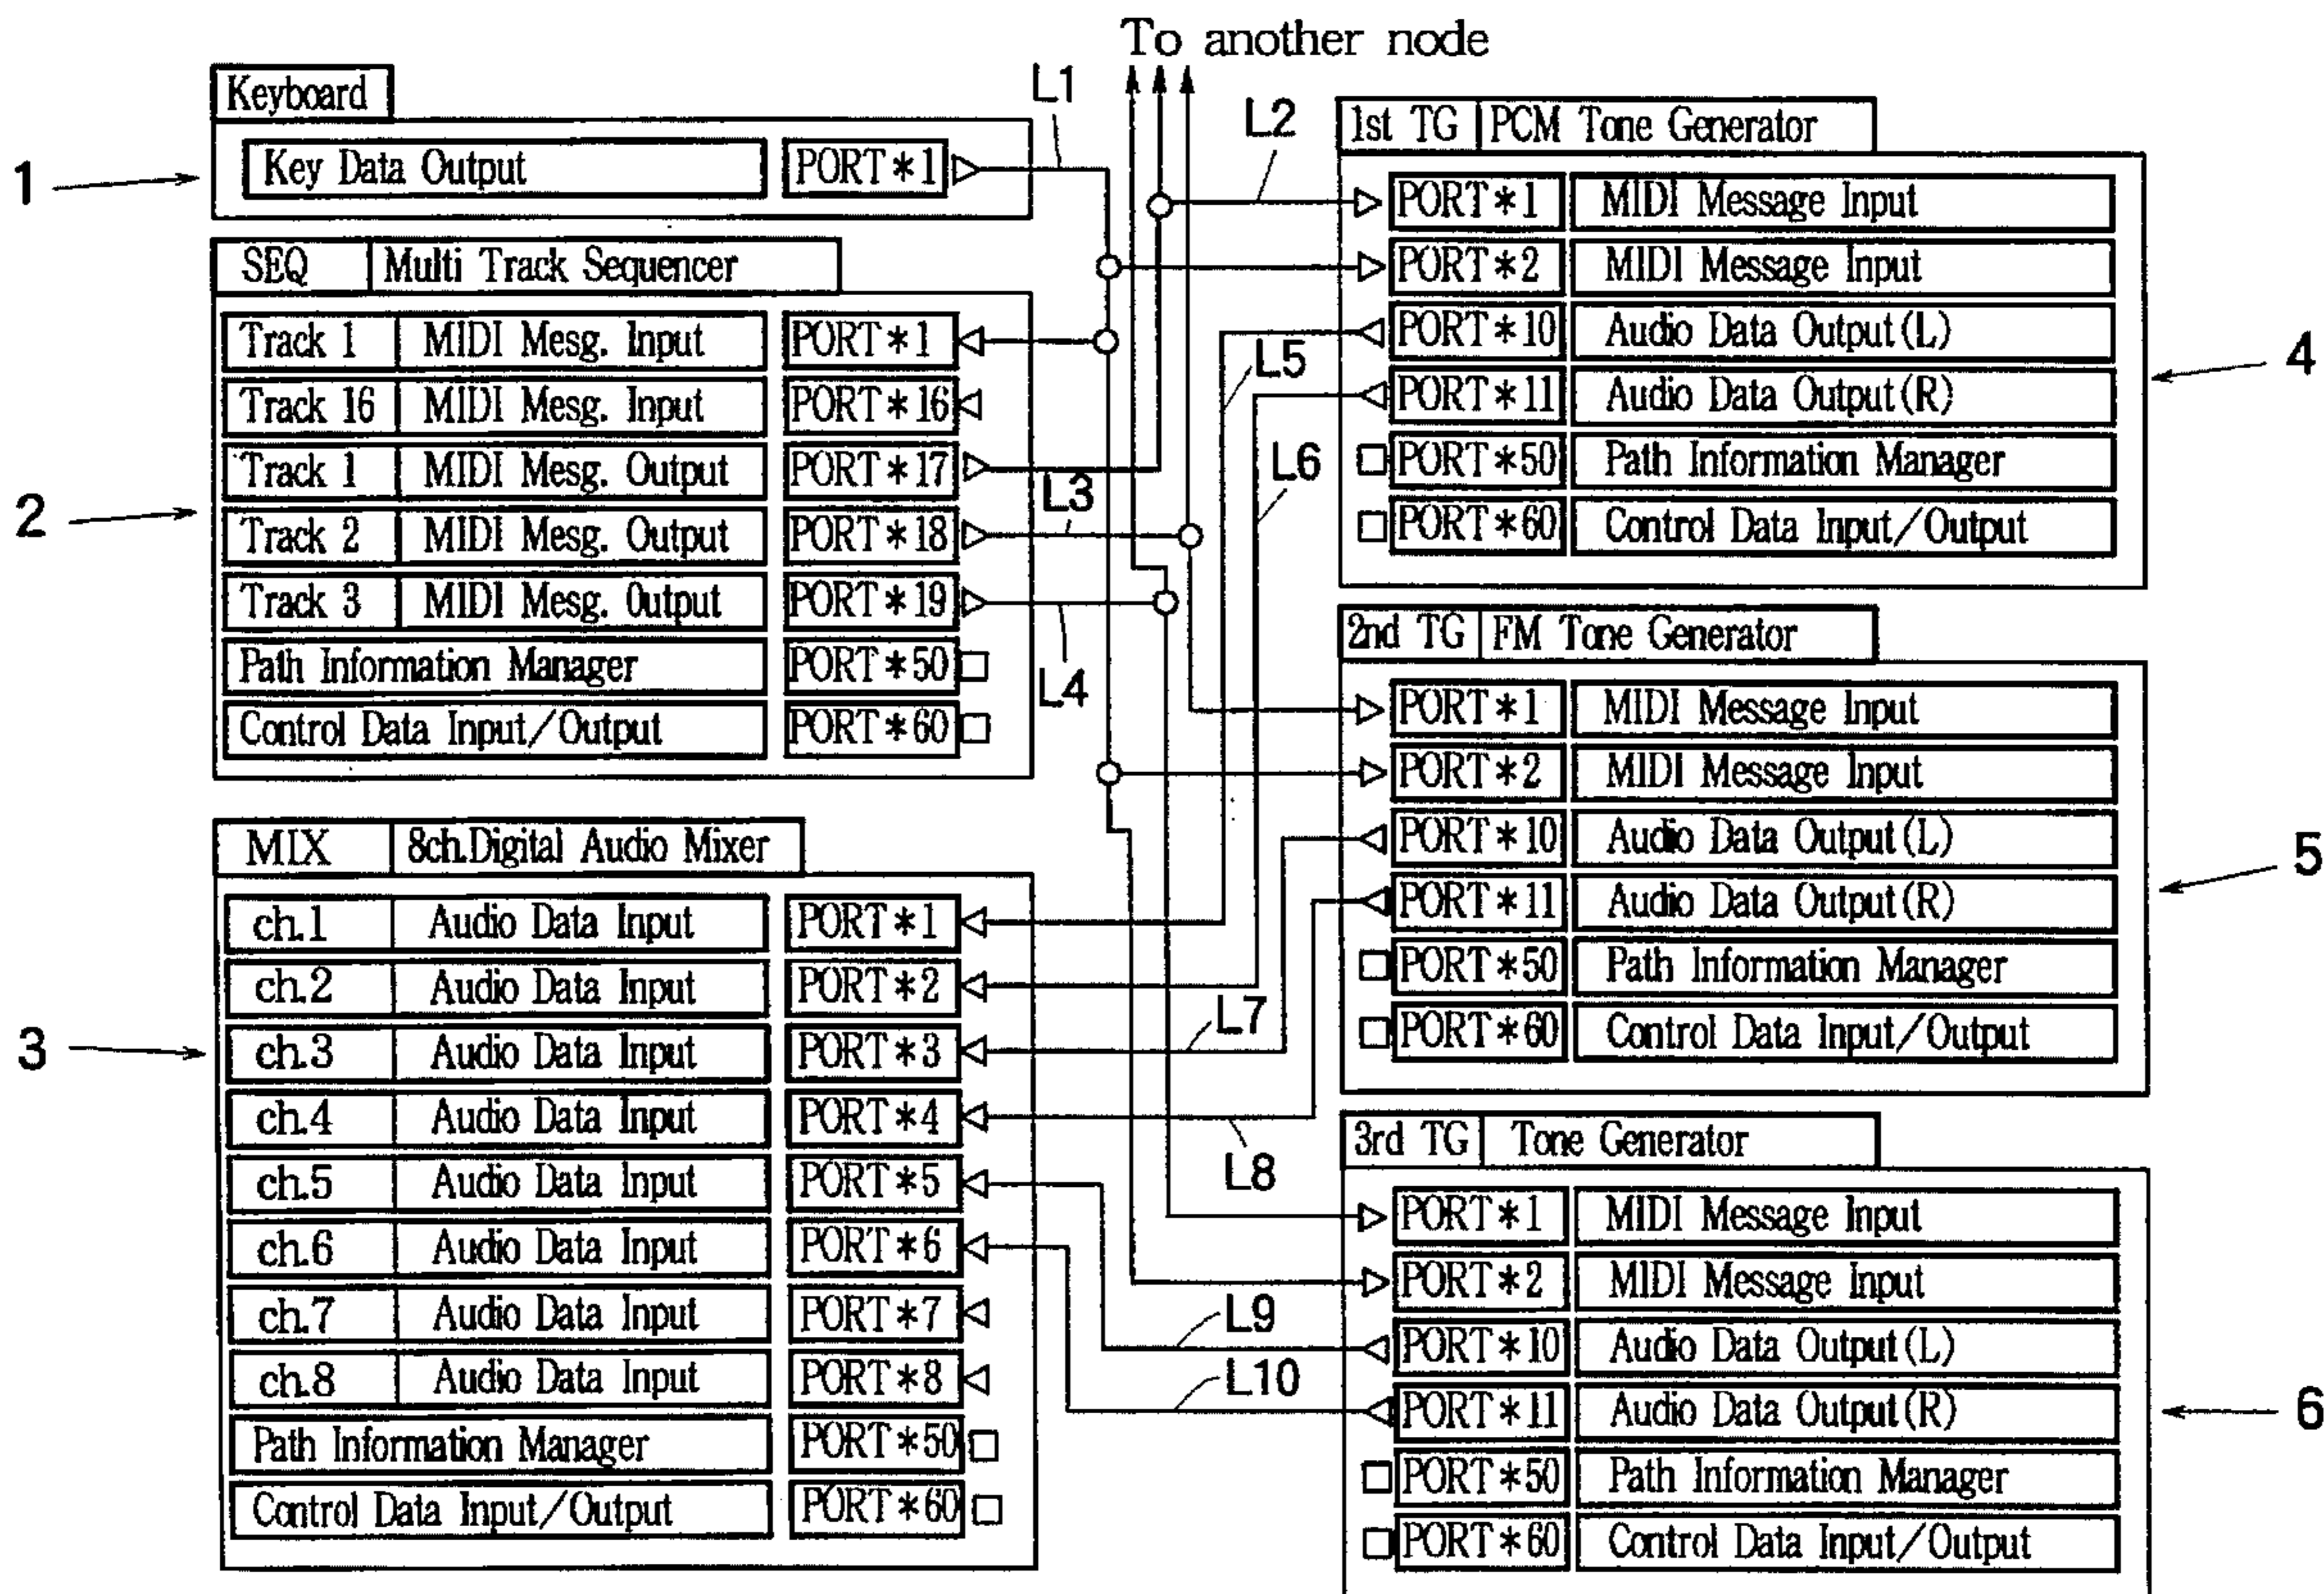 To another node
Keyboard
1
Key Data Output PORT*1
L1
SEQ Multi Track Sequencer
2
Track 1 MIDI Mesg. Input PORT*1
Track 16 MIDI Mesg. Input PORT*16
Track 1 MIDI Mesg. Output PORT*17
Track 2 MIDI Mesg. Output PORT*18
Track 3 MIDI Mesg. Output PORT*19
Path Information Manager PORT*50
Control Data Input/Output PORT*60
L3
L4
MIX 8ch.Digital Audio Mixer
3
ch.1 Audio Data Input PORT*1
ch.2 Audio Data Input PORT*2
ch.3 Audio Data Input PORT*3
ch.4 Audio Data Input PORT*4
ch.5 Audio Data Input PORT*5
ch.6 Audio Data Input PORT*6
ch.7 Audio Data Input PORT*7
ch.8 Audio Data Input PORT*8
Path Information Manager PORT*50
Control Data Input/Output PORT*60
L2
L5
L6
L7
L8
L9
L10
1st TG PCM Tone Generator
4
PORT*1 MIDI Message Input
PORT*2 MIDI Message Input
PORT*10 Audio Data Output(L)
PORT*11 Audio Data Output(R)
PORT*50 Path Information Manager
PORT*60 Control Data Input/Output
2nd TG FM Tone Generator
5
PORT*1 MIDI Message Input
PORT*2 MIDI Message Input
PORT*10 Audio Data Output(L)
PORT*11 Audio Data Output(R)
PORT*50 Path Information Manager
PORT*60 Control Data Input/Output
3rd TG Tone Generator
6
PORT*1 MIDI Message Input
PORT*2 MIDI Message Input
PORT*10 Audio Data Output(L)
PORT*11 Audio Data Output(R)
PORT*50 Path Information Manager
PORT*60 Control Data Input/Output